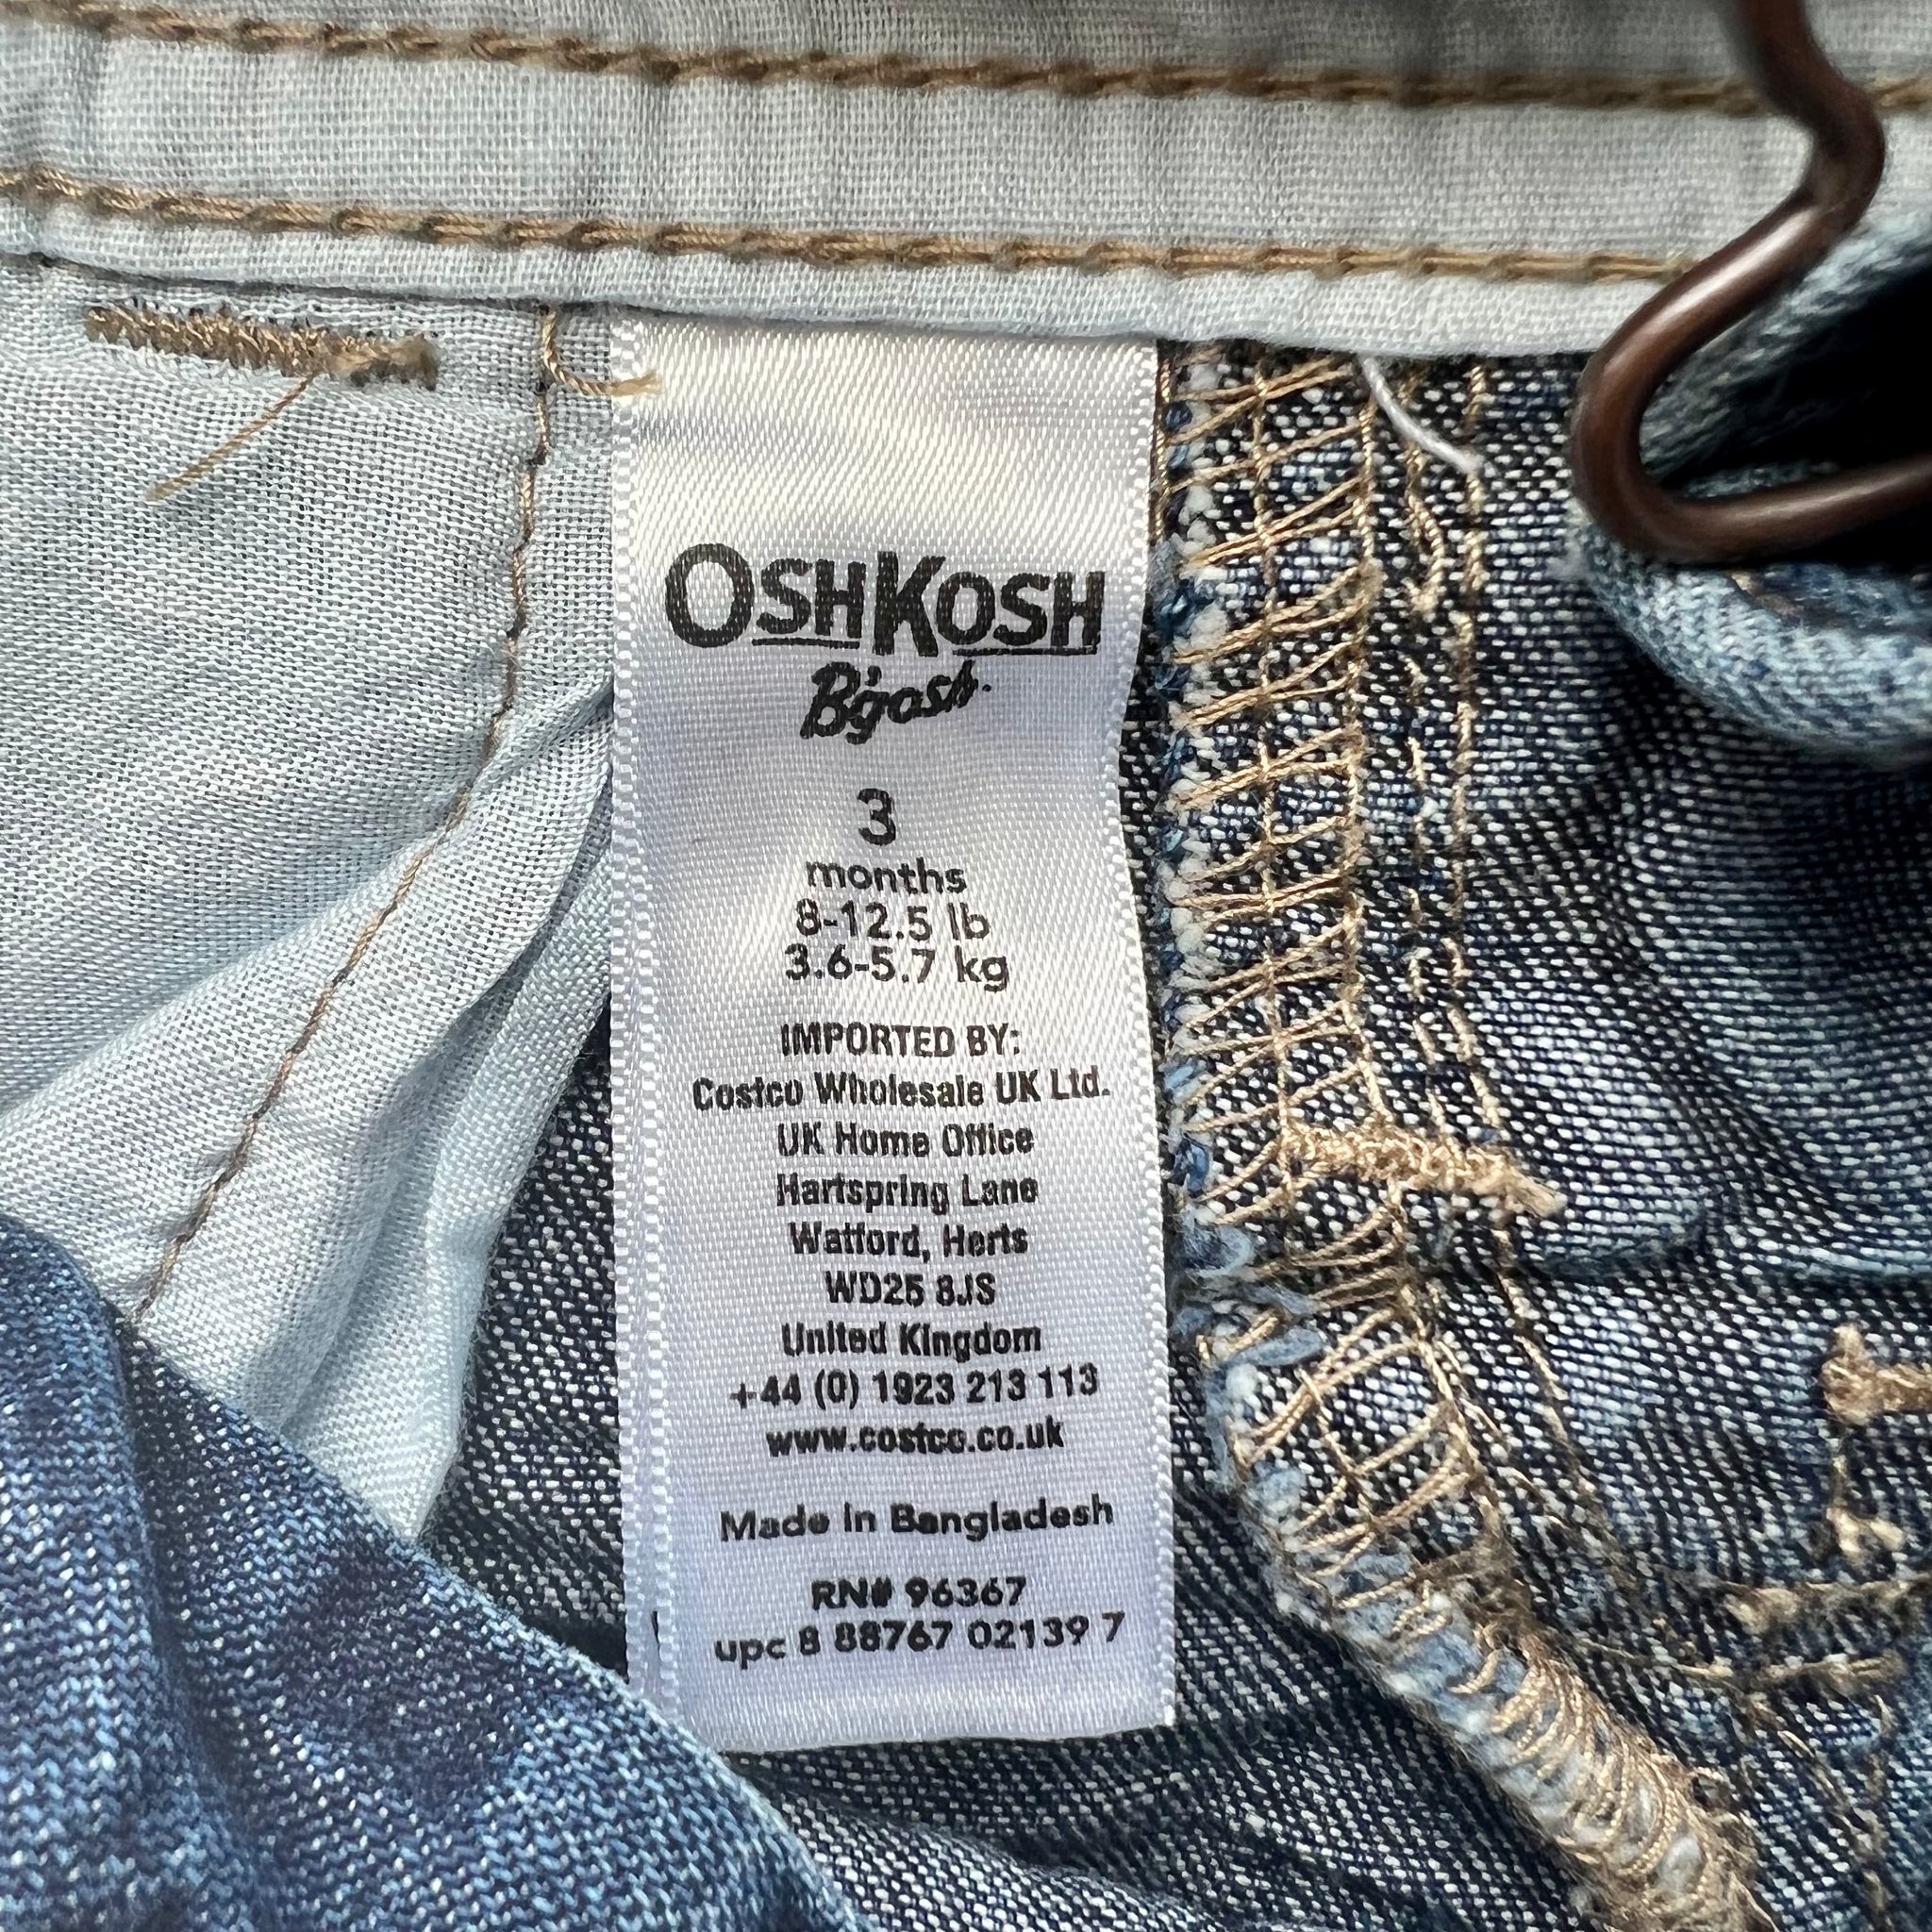 OSHKOSH
B'gosh
3
months
8-12.5 lb
3.6-5.7 kg
IMPORTED BY:
Costco Wholesale UK Ltd.
UK Home Office
Hartspring Lane
Watford, Herts
WD25 8JS
United Kingdom
+44 (0) 1923 213 113
www.costco.co.uk
Made in Bangladesh
RN# 96367
upc 8 88767 02139 7